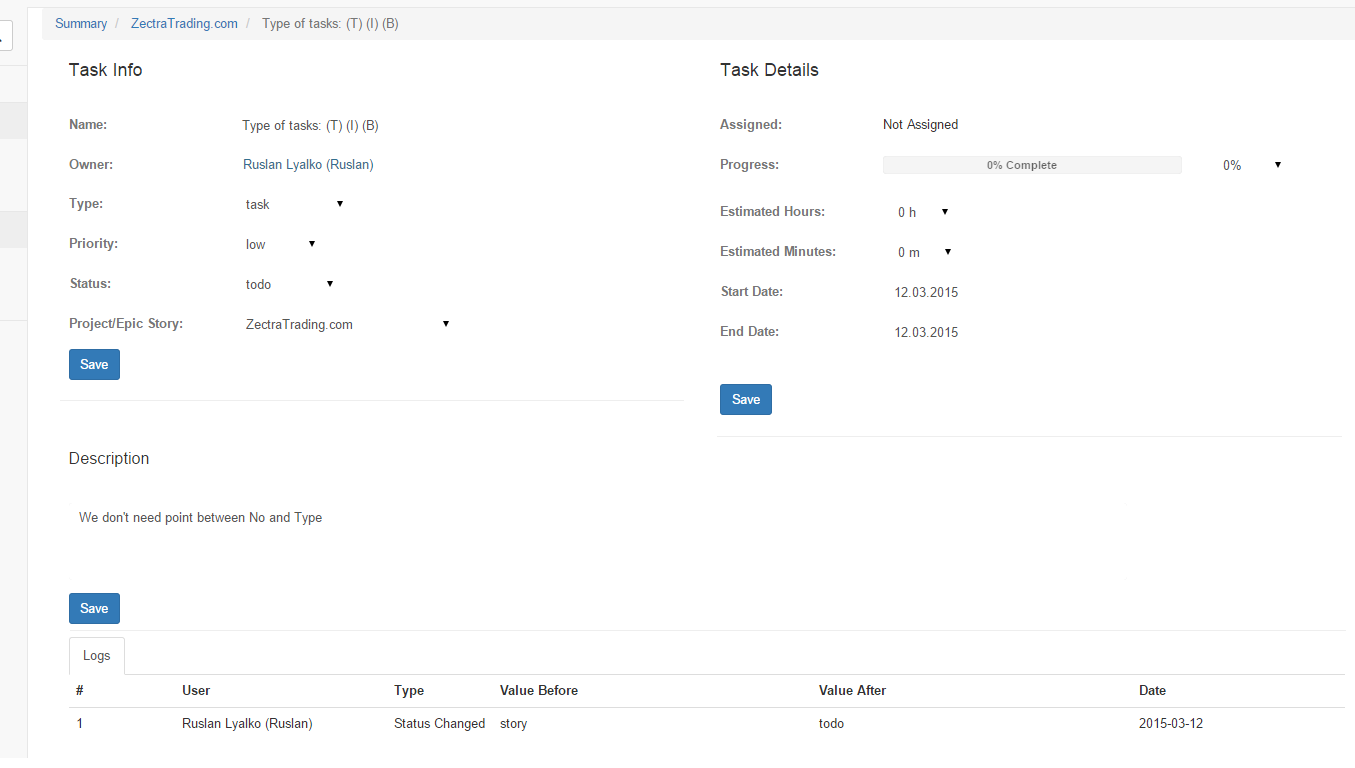 Summary / ZectraTrading.com / Type of tasks: (T) (I) (B)
Task Info
Name: Type of tasks: (T) (I) (B)
Owner: Ruslan Lyalko (Ruslan)
Type: task
Priority: low
Status: todo
Project/Epic Story: ZectraTrading.com
Save
Task Details
Assigned: Not Assigned
Progress: 0% Complete 0%
Estimated Hours: 0 h
Estimated Minutes: 0 m
Start Date: 12.03.2015
End Date: 12.03.2015
Save
Description
We don't need point between No and Type
Save
Logs
# User Type Value Before Value After Date
1 Ruslan Lyalko (Ruslan) Status Changed story todo 2015-03-12